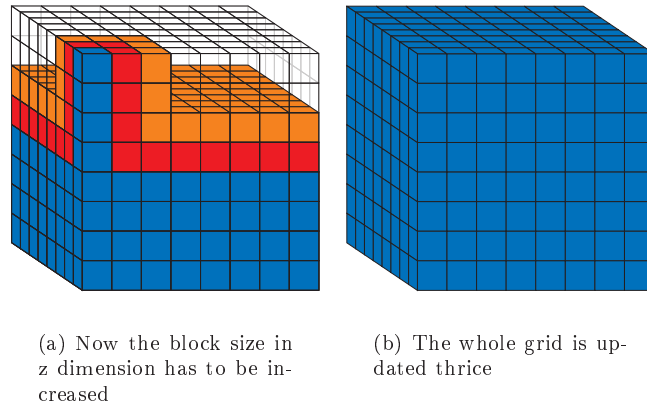 (a) Now the block size in
z dimension has to be in-
creased
(b) The whole grid is up-
dated thrice